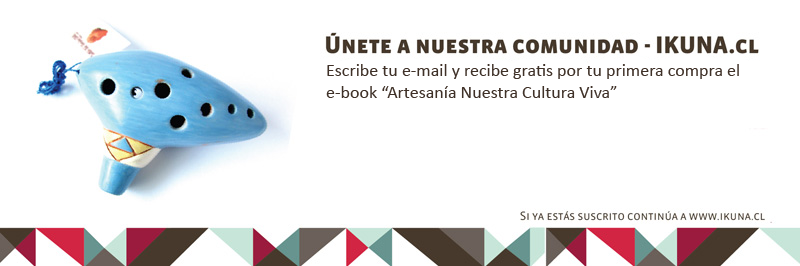 Únete a nuestra comunidad - IKUNA.cl
Escribe tu e-mail y recibe gratis por tu primera compra el
e-book “Artesanía Nuestra Cultura Viva”
Si ya estás suscrito continúa a www.ikuna.cl